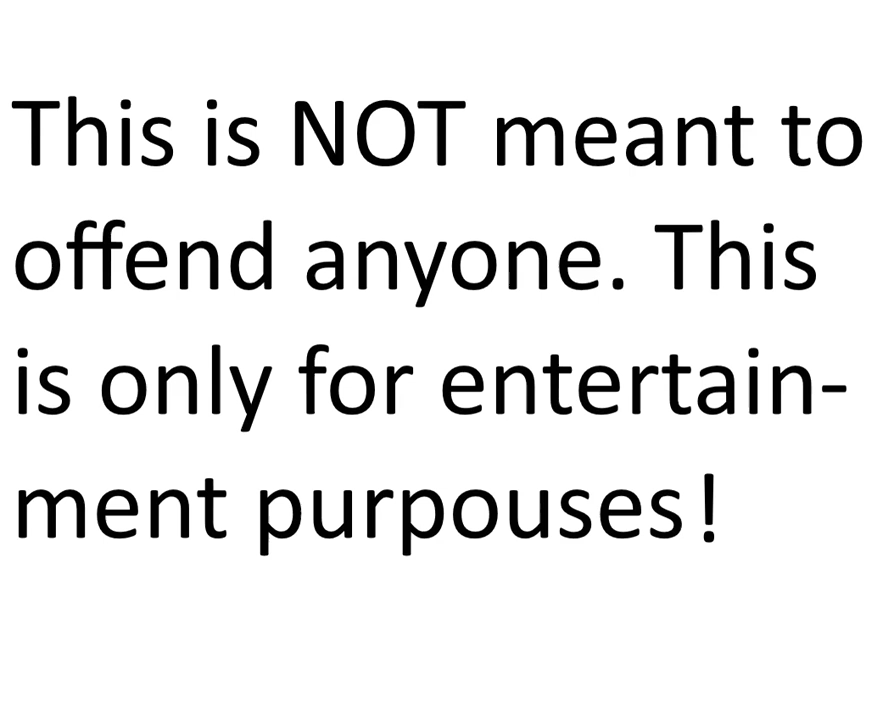 This is NOT meant to
offend anyone. This
is only for entertain-
ment purpouses!